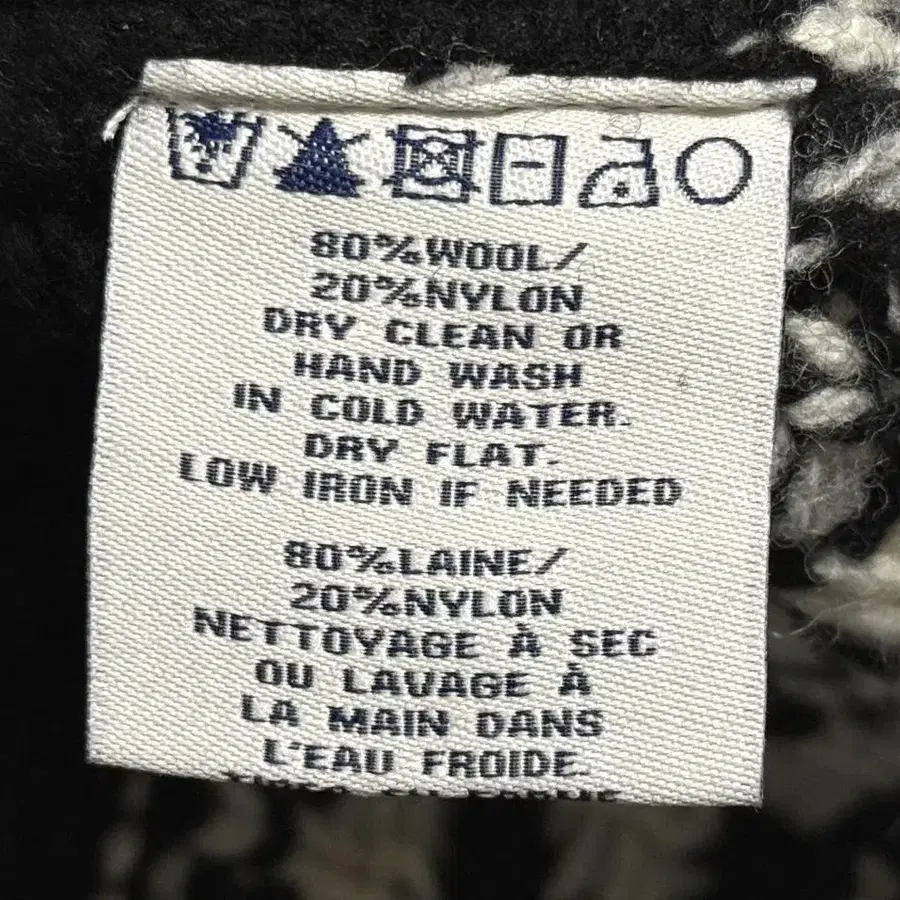 80%WOOL/
20%NYLON
DRY CLEAN OR
HAND WASH
IN COLD WATER.
DRY FLAT.
LOW IRON IF NEEDED
80%LAINE/
20%NYLON
NETTOYAGE À SEC
OU LAVAGE À
LA MAIN DANS
L'EAU FROIDE.